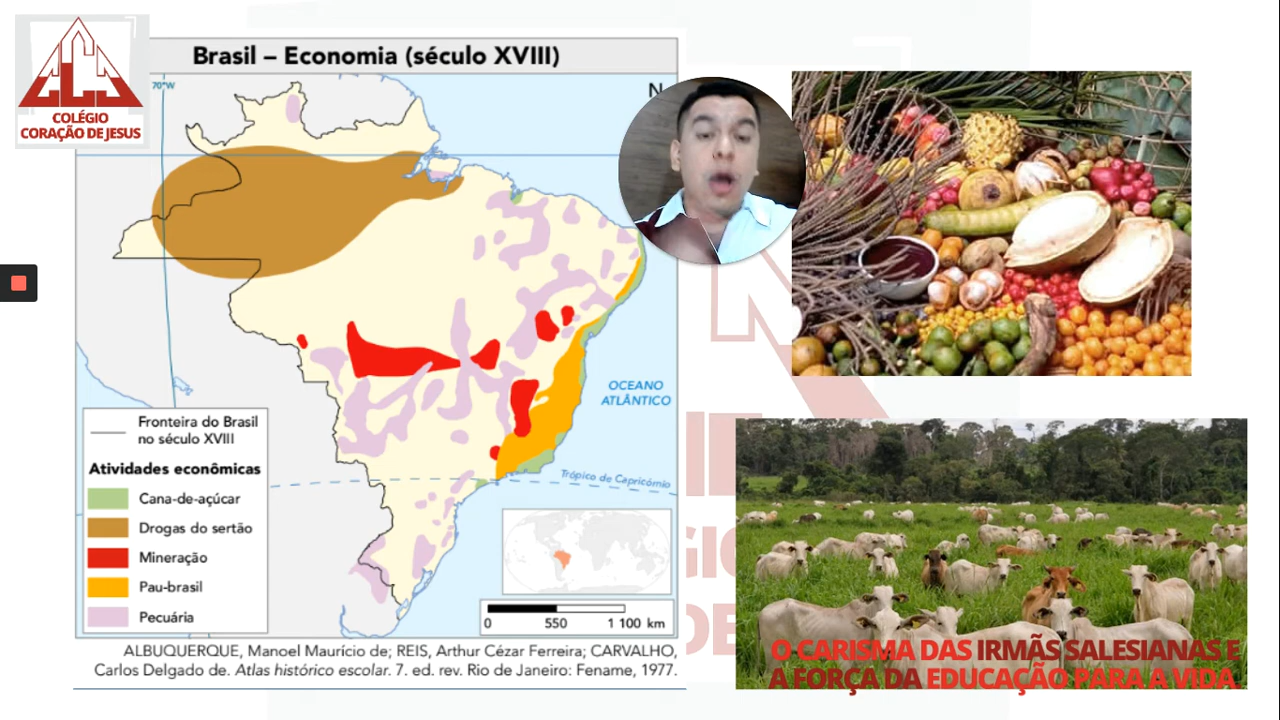 COLÉGIO
CORAÇÃO DE JESUS
Brasil – Economia (século XVIII)
70°W
N
OCEANO
ATLÂNTICO
Trópico de Capricórnio
Fronteira do Brasil
no século XVIII
Atividades econômicas
Cana-de-açúcar
Drogas do sertão
Mineração
Pau-brasil
Pecuária
0 550 1 100 km
ALBUQUERQUE, Manoel Maurício de; REIS, Arthur Cézar Ferreira; CARVALHO,
Carlos Delgado de. Atlas histórico escolar. 7. ed. rev. Rio de Janeiro: Fename, 1977.
O CARISMA DAS IRMÃS SALESIANAS E
A FORÇA DA EDUCAÇÃO PARA A VIDA.